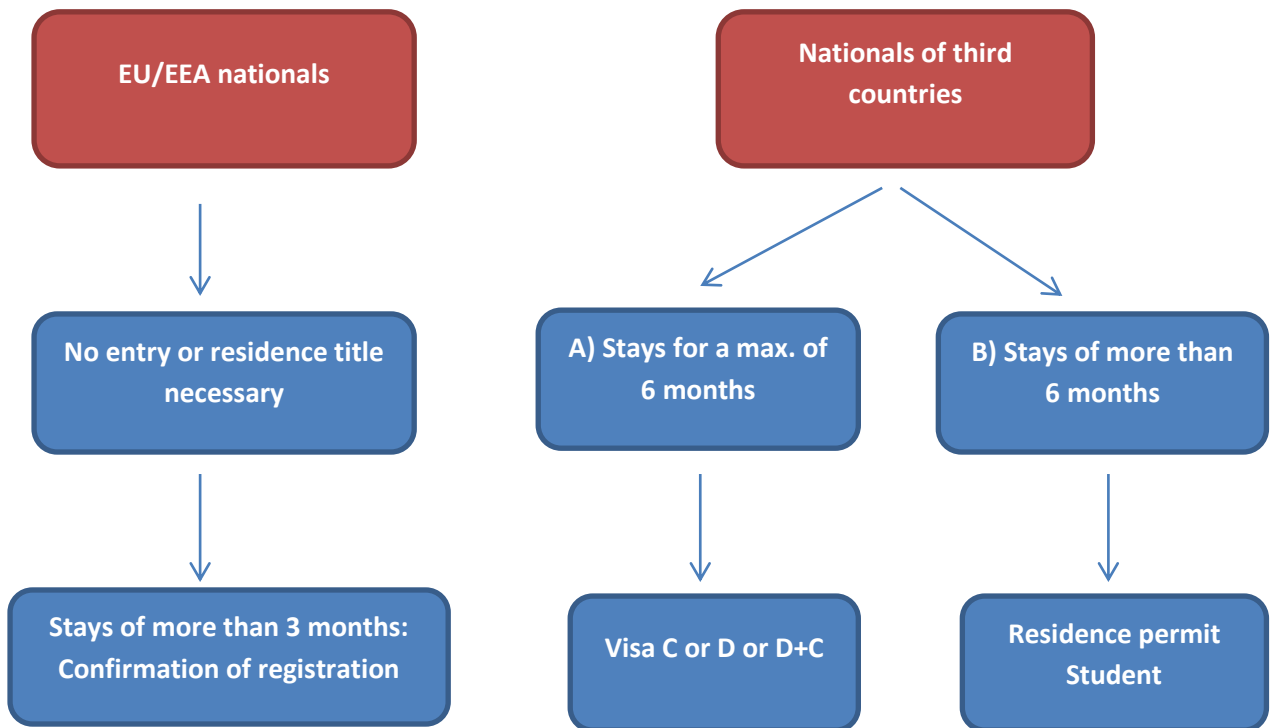 EU/EEA nationals
Nationals of third
countries
No entry or residence title
necessary
A) Stays for a max. of
6 months
B) Stays of more than
6 months
Stays of more than 3 months:
Confirmation of registration
Visa C or D or D+C
Residence permit
Student